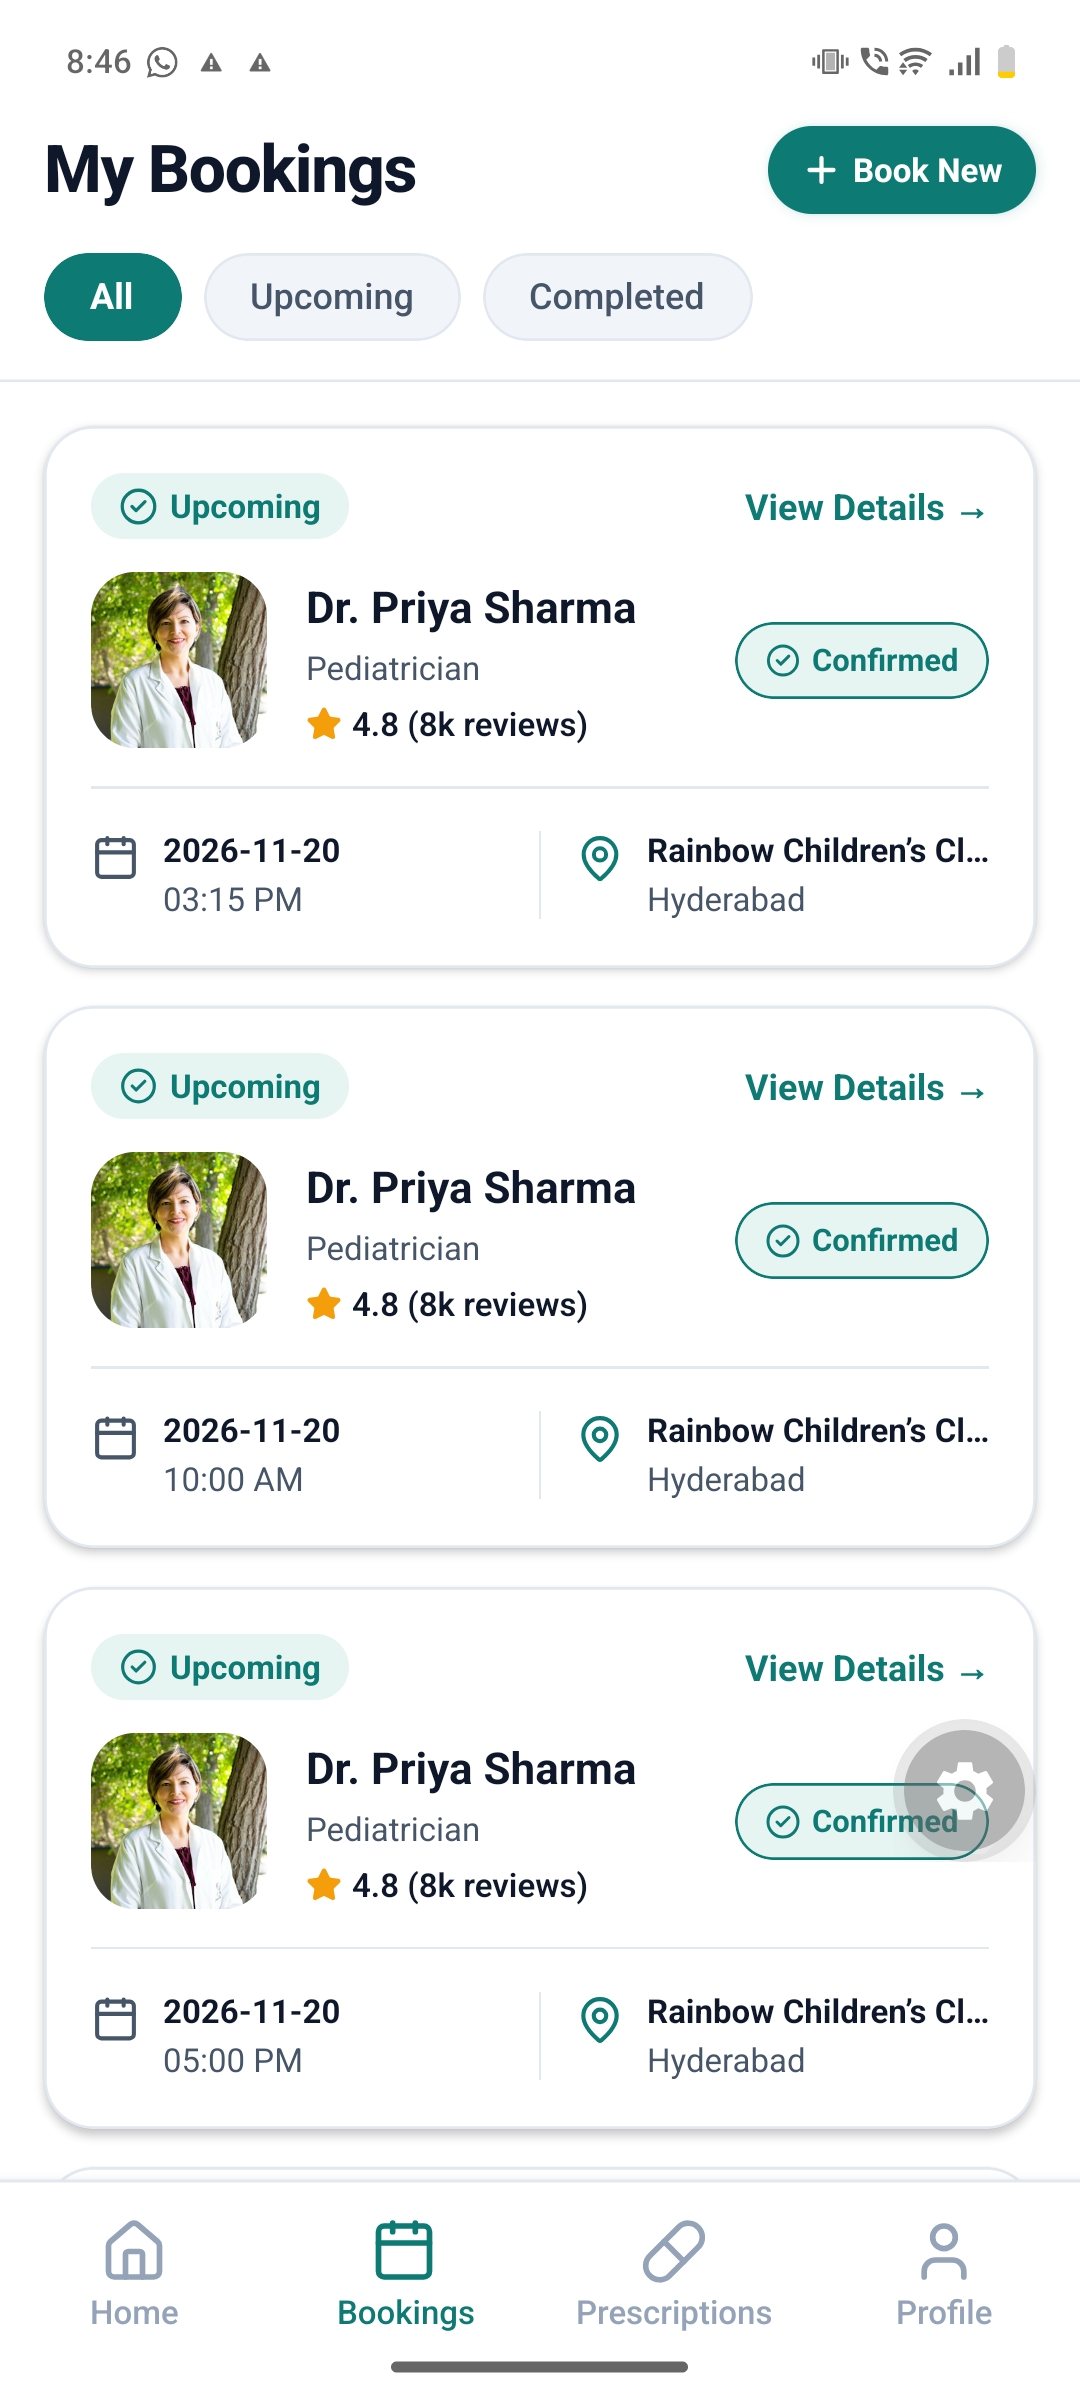 8:46
My Bookings
Book New
All
Upcoming
Completed
Upcoming
View Details →
Dr. Priya Sharma
Pediatrician
4.8 (8k reviews)
Confirmed
2026-11-20
03:15 PM
Rainbow Children’s Cl...
Hyderabad
Upcoming
View Details →
Dr. Priya Sharma
Pediatrician
4.8 (8k reviews)
Confirmed
2026-11-20
10:00 AM
Rainbow Children’s Cl...
Hyderabad
Upcoming
View Details →
Dr. Priya Sharma
Pediatrician
4.8 (8k reviews)
Confirmed
2026-11-20
05:00 PM
Rainbow Children’s Cl...
Hyderabad
Home
Bookings
Prescriptions
Profile